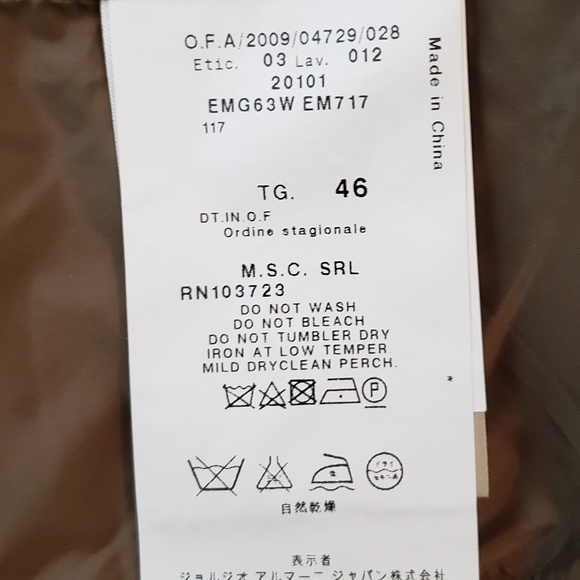 O.F.A/2009/04729/028
Etic. 03 Lav. 012
20101
EMG63W EM717
117
Made in China
TG. 46
DT.IN.O.F
Ordine stagionale
M.S.C. SRL
RN103723
DO NOT WASH
DO NOT BLEACH
DO NOT TUMBLER DRY
IRON AT LOW TEMPER
MILD DRYCLEAN PERCH.
*
P
ドライ
自然乾燥
表示者
ジョルジオ アルマーニ ジャパン株式会社